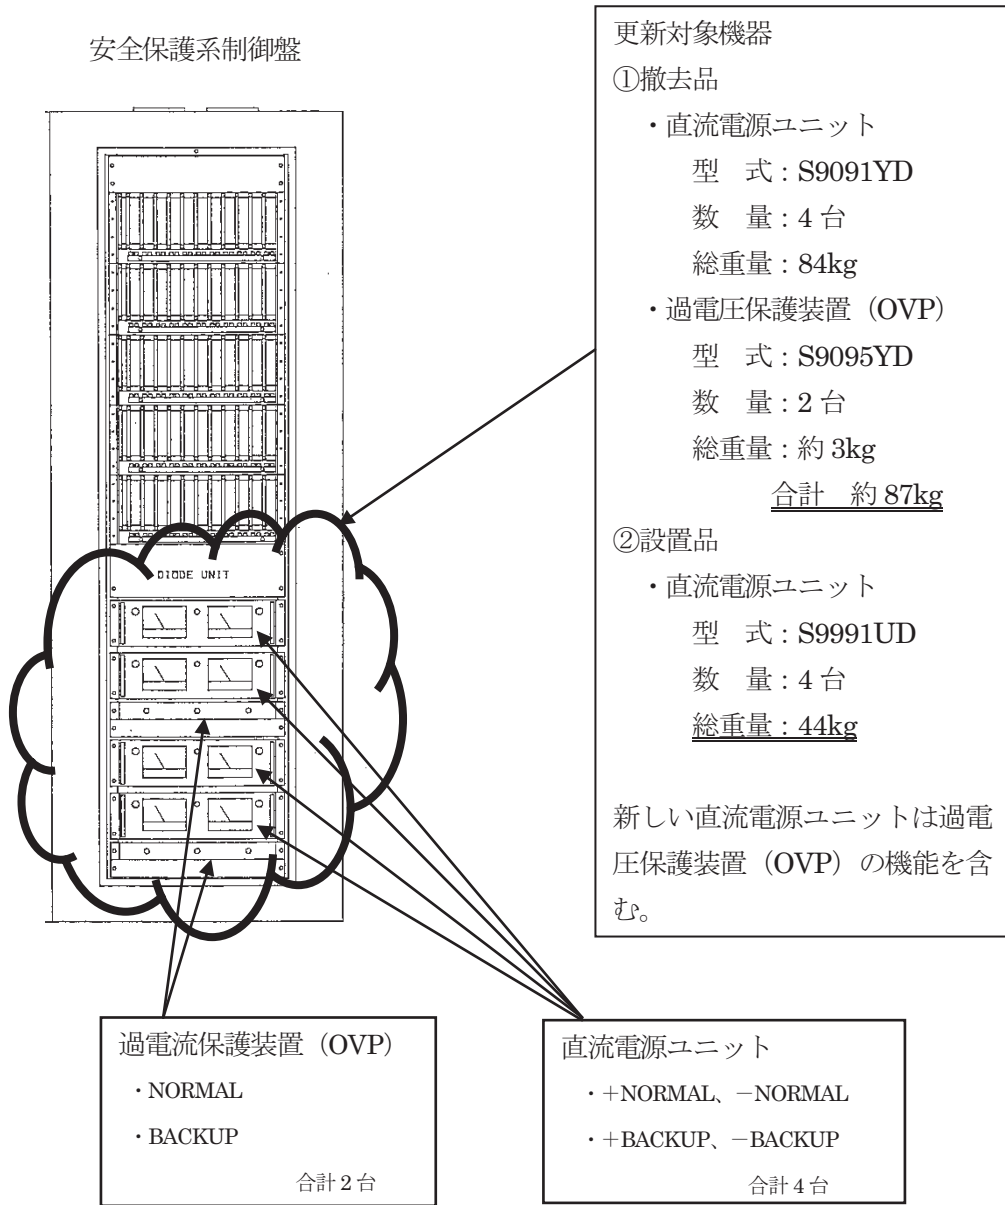 安全保護系制御盤
DIODE UNIT
更新対象機器
①撤去品
・直流電源ユニット
型　式：S9091YD
数　量：4 台
総重量：84kg
・過電圧保護装置（OVP）
型　式：S9095YD
数　量：2 台
総重量：約 3kg
合計　約 87kg
②設置品
・直流電源ユニット
型　式：S9991UD
数　量：4 台
総重量：44kg
新しい直流電源ユニットは過電
圧保護装置（OVP）の機能を含
む。
過電流保護装置（OVP）
・NORMAL
・BACKUP
合計 2 台
直流電源ユニット
・＋NORMAL、－NORMAL
・＋BACKUP、－BACKUP
合計 4 台